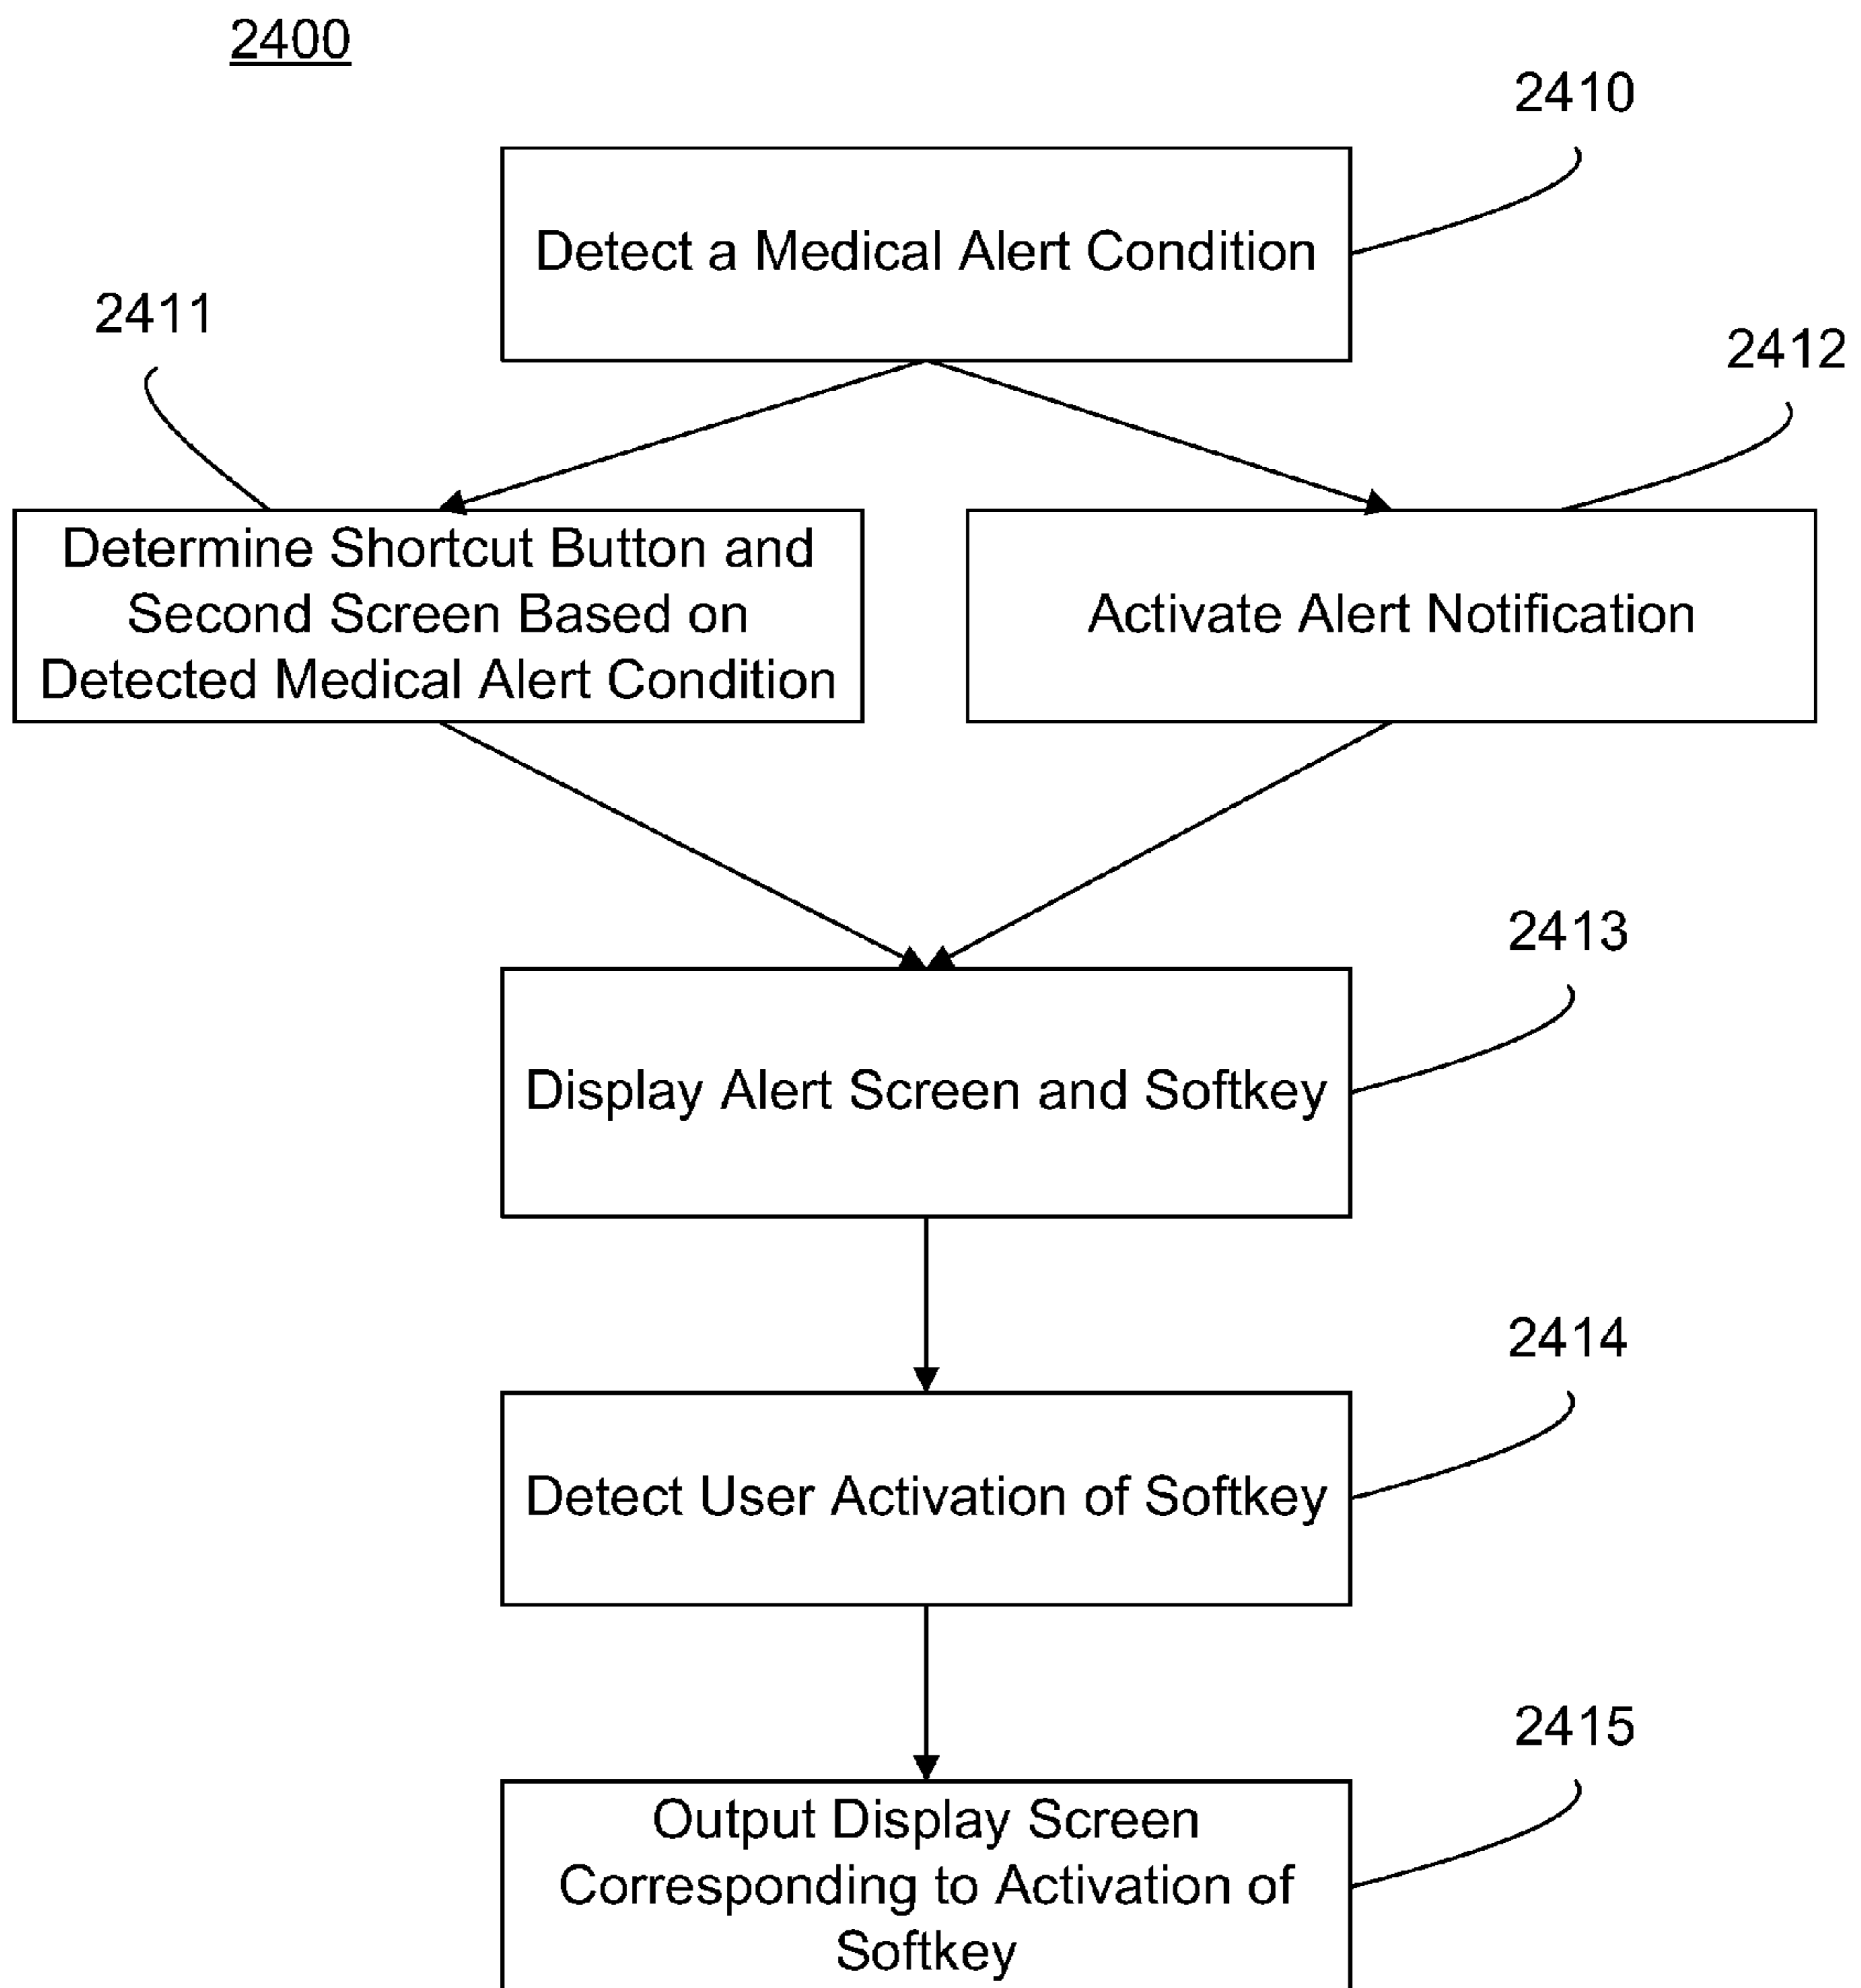 2400
2410
Detect a Medical Alert Condition
2411
2412
Determine Shortcut Button and
Second Screen Based on
Detected Medical Alert Condition
Activate Alert Notification
2413
Display Alert Screen and Softkey
2414
Detect User Activation of Softkey
2415
Output Display Screen
Corresponding to Activation of
Softkey